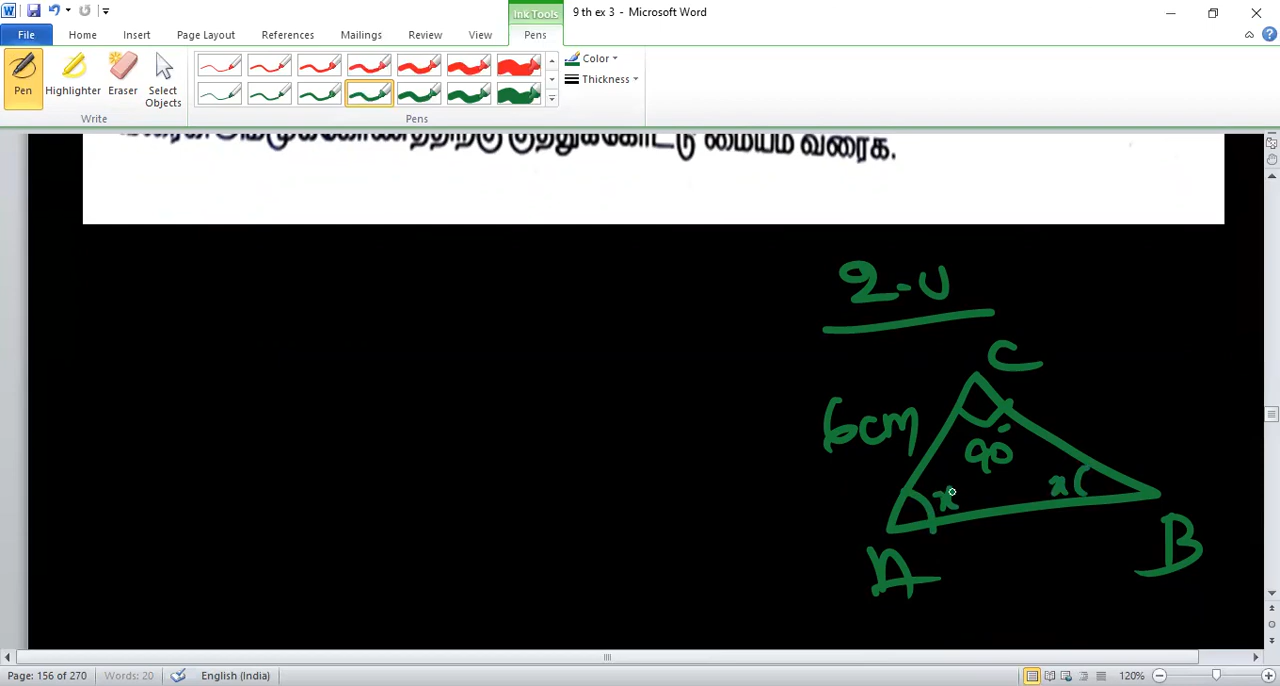 9 th ex 3 - Microsoft Word
Ink Tools
File Home Insert Page Layout References Mailings Review View Pens
Pen Highlighter Eraser Select Objects
Color
Thickness
Write Pens
குத்துக்கோட்டு மையம் வரைக.
உ-ப
C
6cm
90°
x x
A B
Page: 156 of 270 Words: 20 English (India) 120%